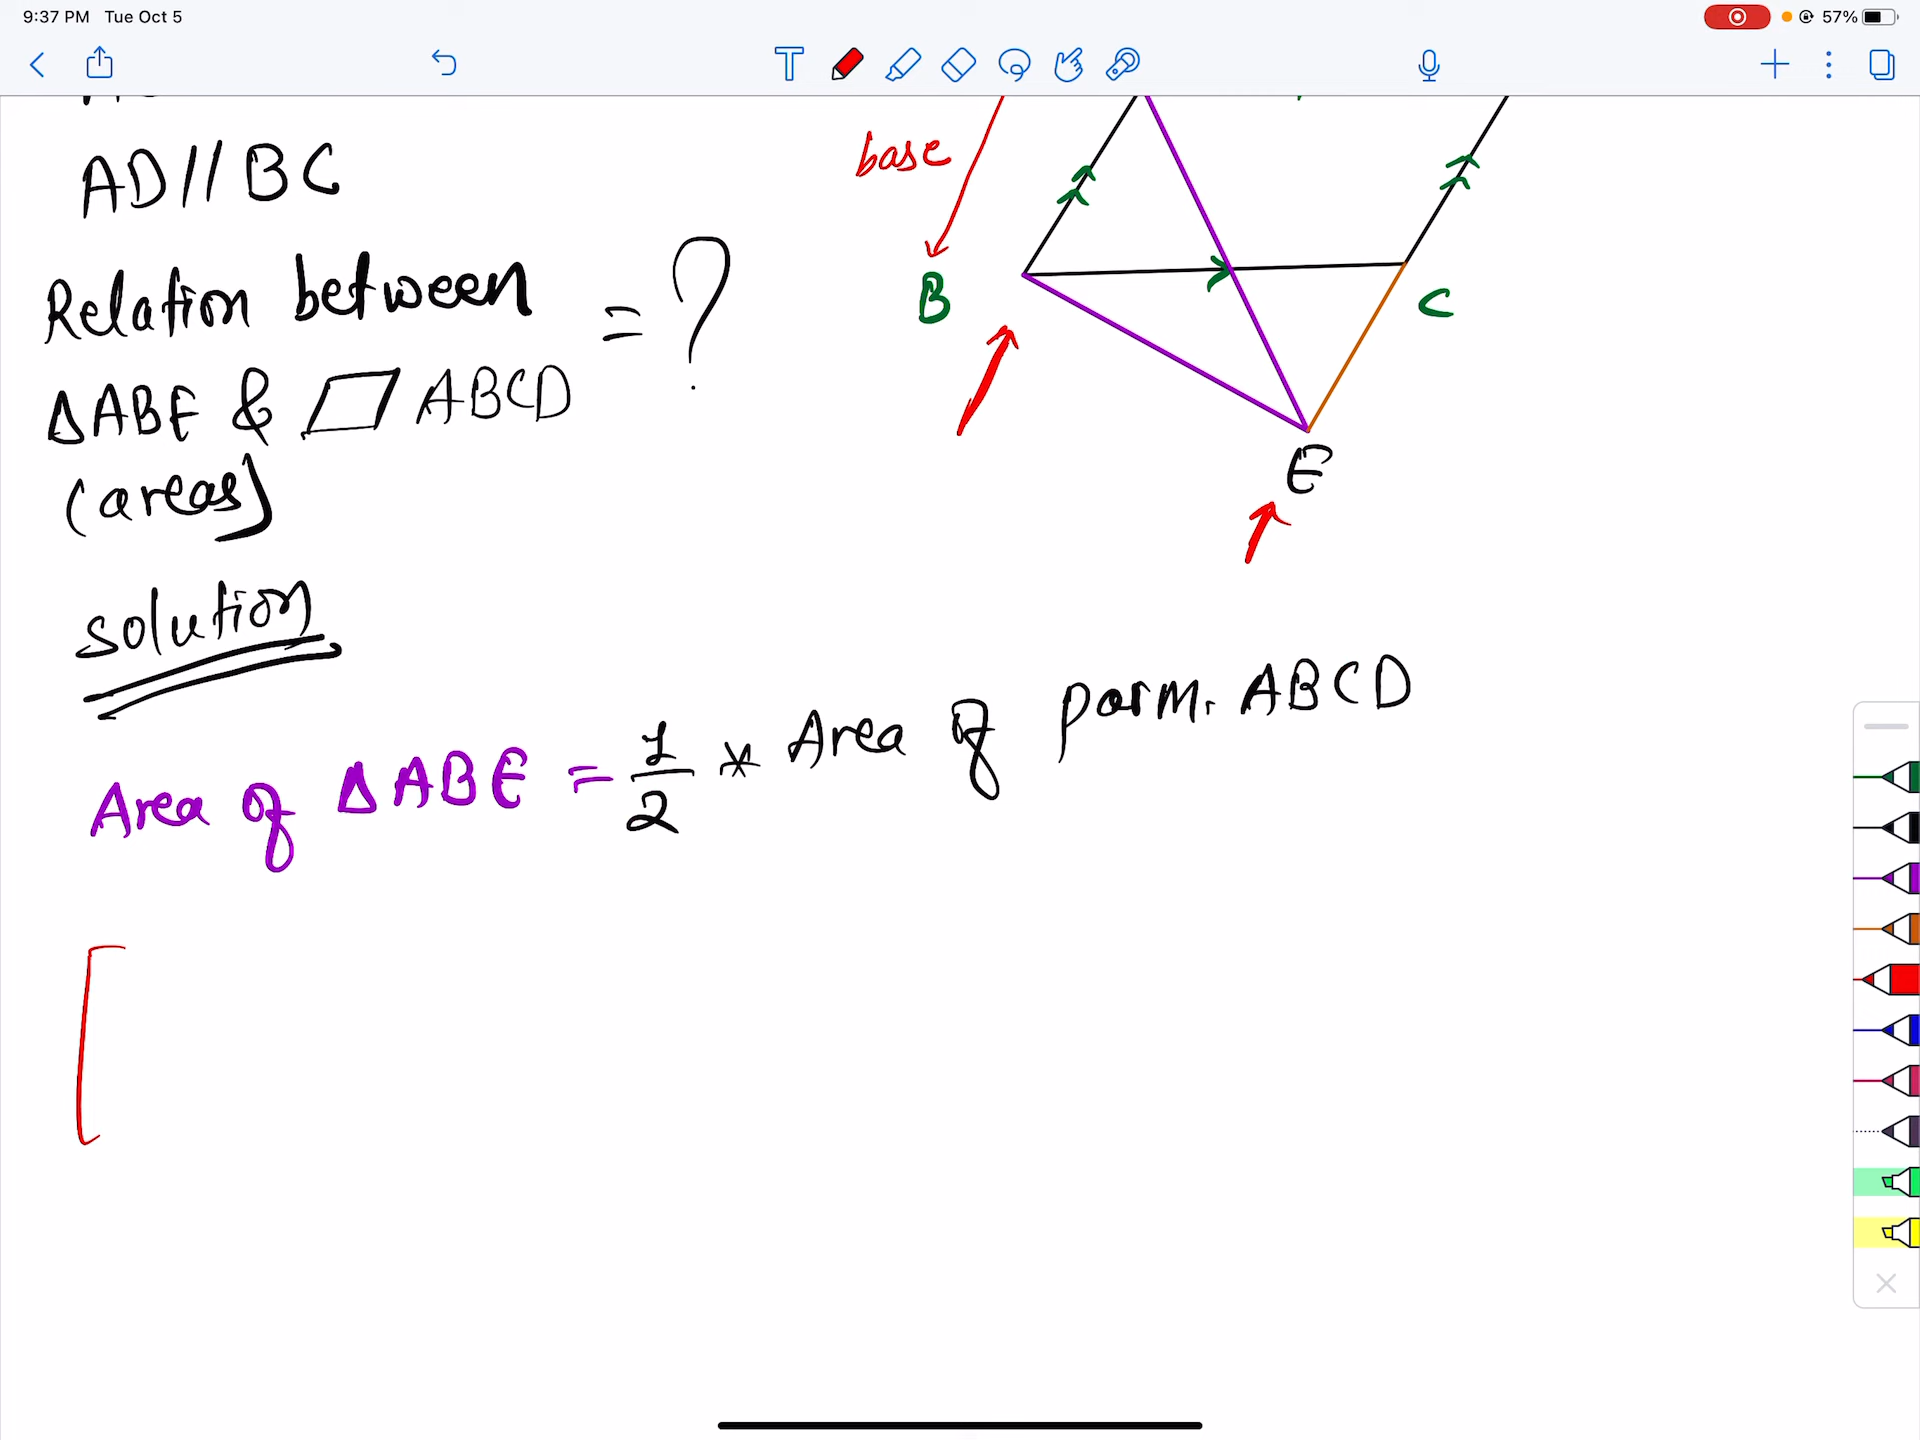 9:37 PM Tue Oct 5
57%
T
base
AD//BC
B
C
Relation between = ?
ΔABE & ▱ ABCD
(areas)
E
solution
Area of ΔABE = 1/2 * Area of parm. ABCD